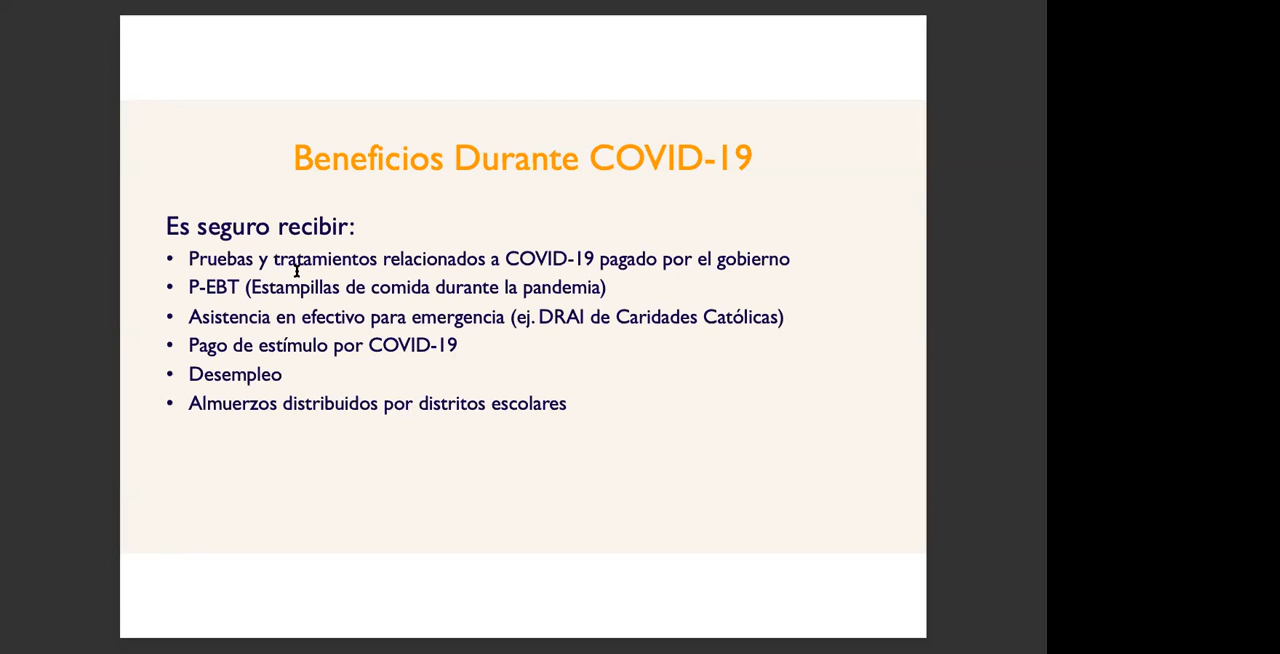 Beneficios Durante COVID-19
Es seguro recibir:
• Pruebas y tratamientos relacionados a COVID-19 pagado por el gobierno
• P-EBT (Estampillas de comida durante la pandemia)
• Asistencia en efectivo para emergencia (ej. DRAI de Caridades Católicas)
• Pago de estímulo por COVID-19
• Desempleo
• Almuerzos distribuidos por distritos escolares